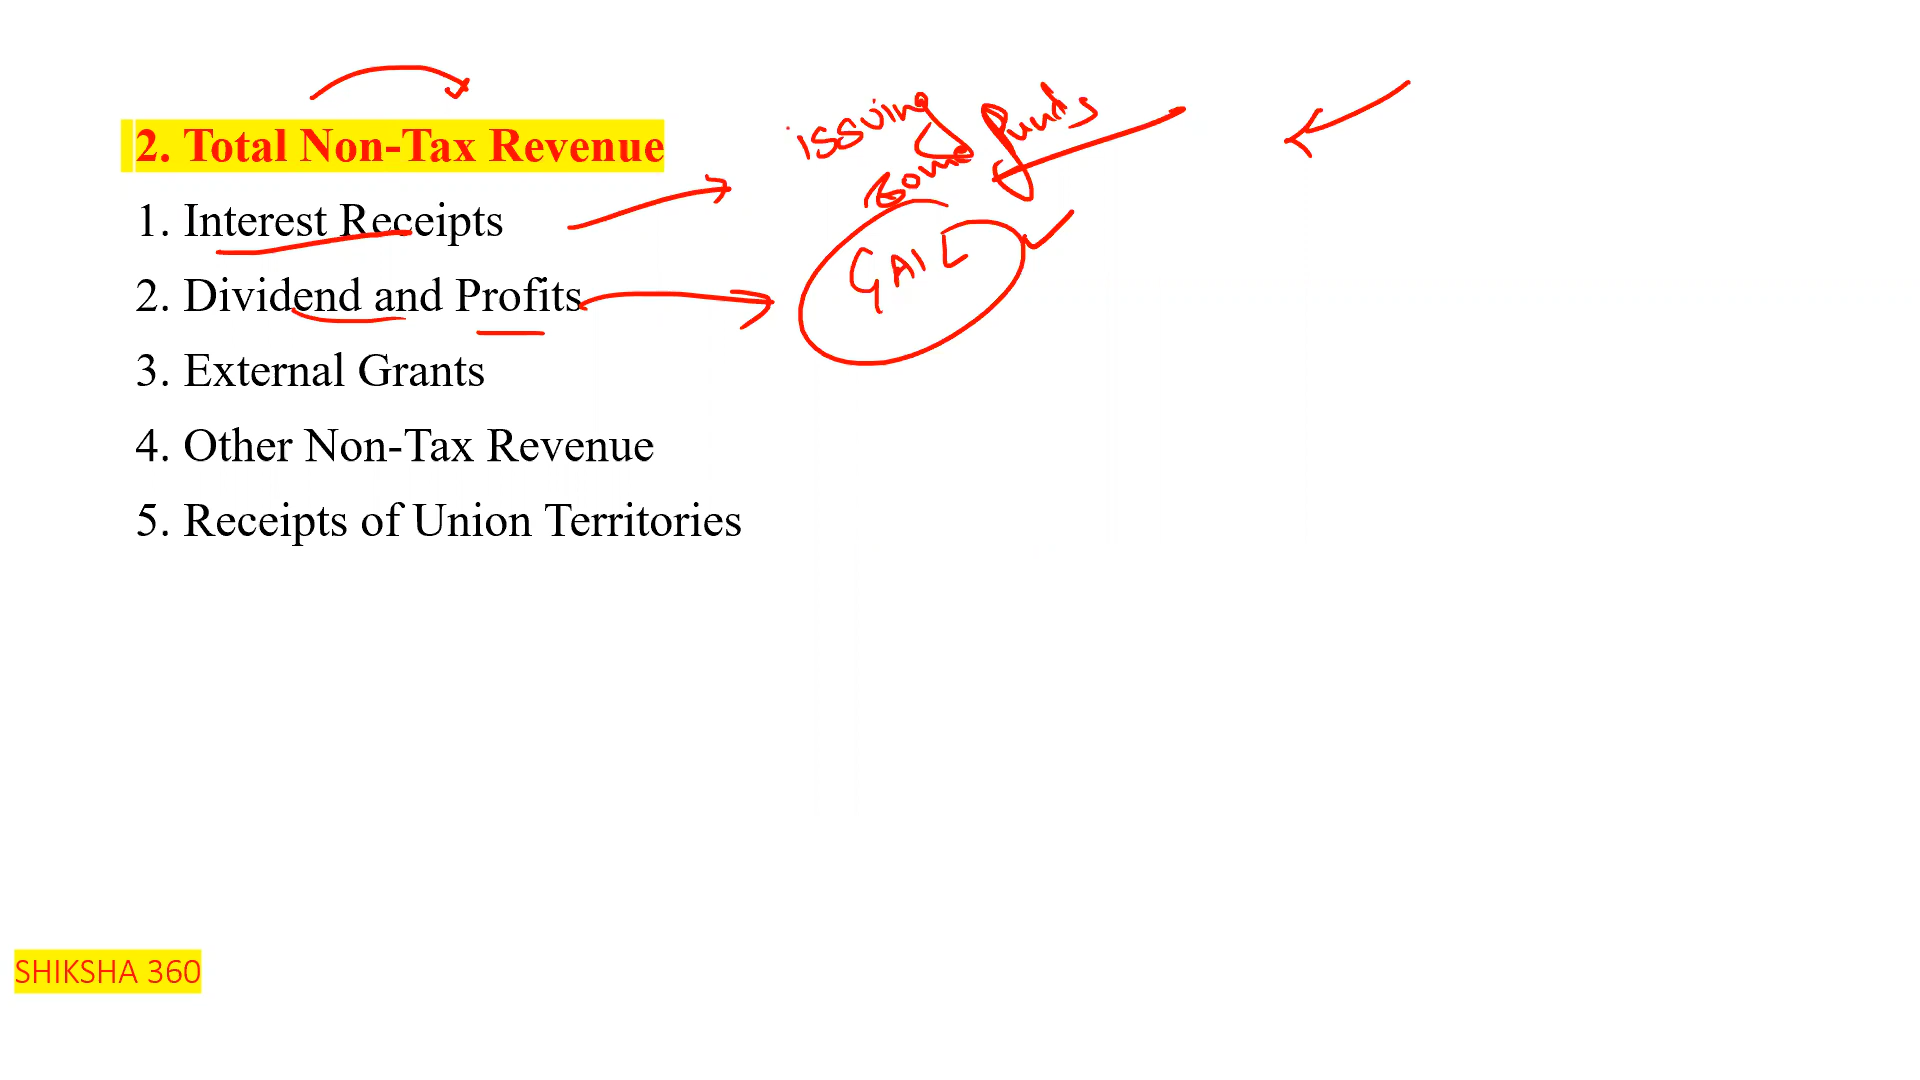 2. Total Non-Tax Revenue
issuing
funds
some
1. Interest Receipts
GAIL
2. Dividend and Profits
3. External Grants
4. Other Non-Tax Revenue
5. Receipts of Union Territories
SHIKSHA 360